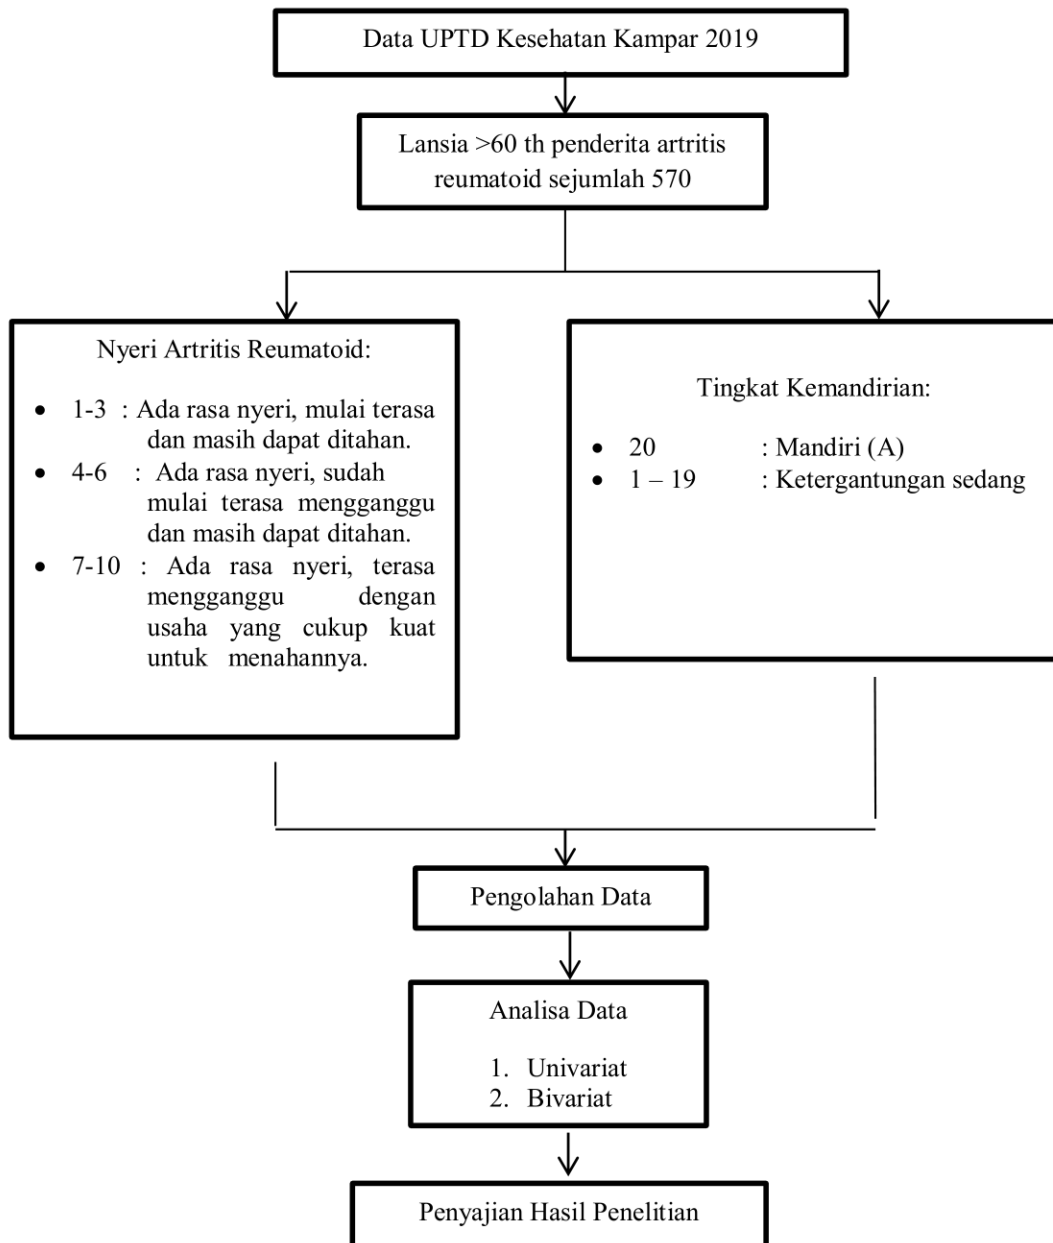 Data UPTD Kesehatan Kampar 2019
Lansia >60 th penderita artritis
reumatoid sejumlah 570
Nyeri Artritis Reumatoid:
• 1-3 : Ada rasa nyeri, mulai terasa
dan masih dapat ditahan.
• 4-6 : Ada rasa nyeri, sudah
mulai terasa mengganggu
dan masih dapat ditahan.
• 7-10 : Ada rasa nyeri, terasa
mengganggu dengan
usaha yang cukup kuat
untuk menahannya.
Tingkat Kemandirian:
• 20 : Mandiri (A)
• 1 – 19 : Ketergantungan sedang
Pengolahan Data
Analisa Data
1. Univariat
2. Bivariat
Penyajian Hasil Penelitian